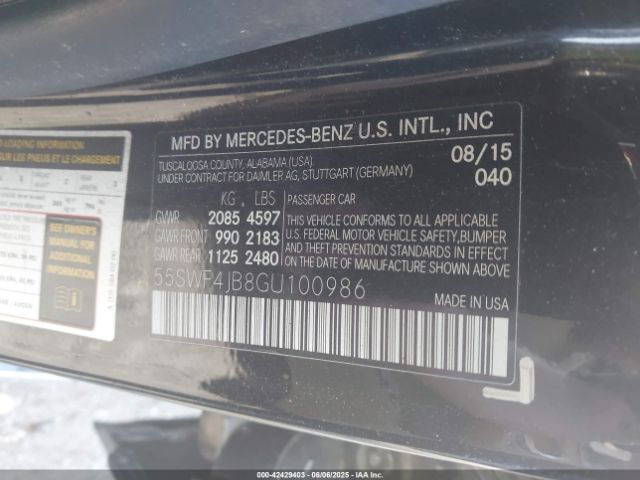 MFD BY MERCEDES-BENZ U.S. INTL., INC
TUSCALOOSA COUNTY, ALABAMA (USA)
UNDER CONTRACT FOR DAIMLER AG, STUTTGART (GERMANY)
08/15
040
KG. LBS
GVWR 2085 4597
GAWR FRONT 990 2183
GAWR REAR 1125 2480
PASSENGER CAR
THIS VEHICLE CONFORMS TO ALL APPLICABLE
U.S. FEDERAL MOTOR VEHICLE SAFETY, BUMPER
AND THEFT PREVENTION STANDARDS IN EFFECT
ON THE DATE OF MANUFACTURE SHOWN ABOVE.
55SWF4JB8GU100986
LOADING INFORMATION
SUR LES PNEUS ET LE CHARGEMENT
SEE OWNER'S
MANUAL FOR
ADDITIONAL
INFORMATION
000-42429403 - 06/06/2025 - IAA Inc.